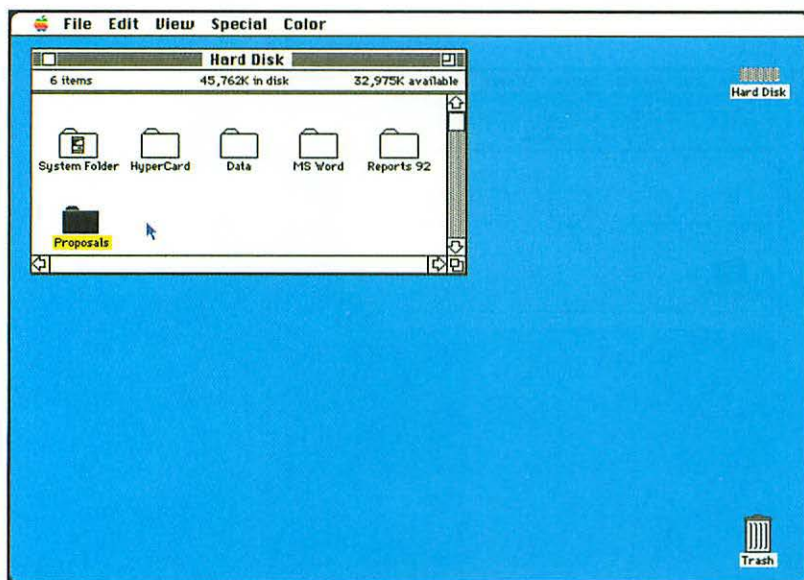 File Edit View Special Color
Hard Disk
6 items 45,762K in disk 32,975K available
System Folder HyperCard Data MS Word Reports 92
Proposals
Hard Disk
Trash